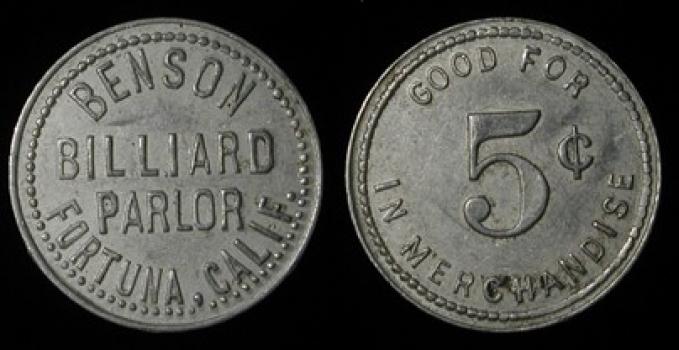 BENSON
BILLIARD
PARLOR
FORTUNA, CALIF.
GOOD FOR
5¢
IN MERCHANDISE